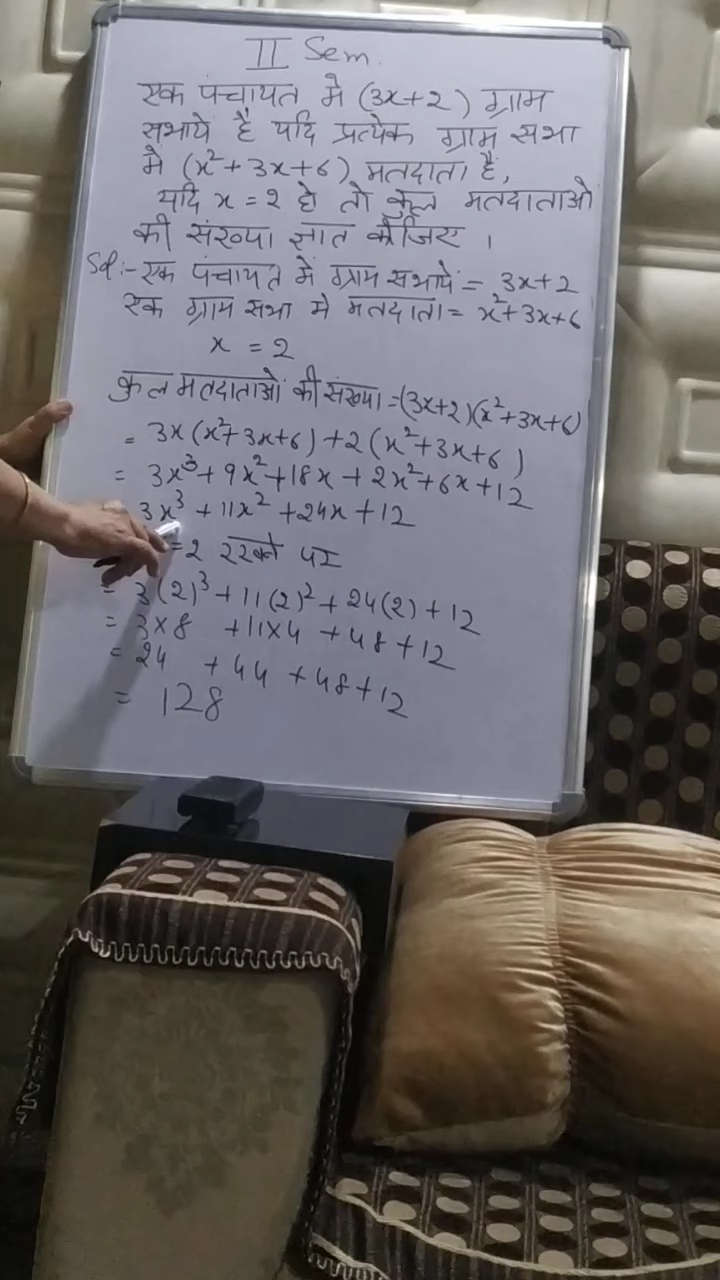 II Sem.
एक पंचायत मे (3x+2) ग्राम
सभायें है यदि प्रत्येक ग्राम सभा
मे (x²+3x+6) मतदाता है,
यदि x = 2 हो तो कुल मतदाताओ
की संख्या ज्ञात कीजिए ।
Sol:- एक पंचायत में ग्राम सभायें = 3x+2
एक ग्राम सभा मे मतदाता = x²+3x+6
x = 2
कुल मतदाताओं की संख्या = (3x+2)(x²+3x+6)
= 3x(x²+3x+6)+2(x²+3x+6)
= 3x³+9x²+18x+2x²+6x+12
3x³+11x²+24x+12
=2 रखने पर
= 3(2)³+11(2)²+24(2)+12
= 3×8 +11×4 +48+12
= 24 +44 +48+12
= 128